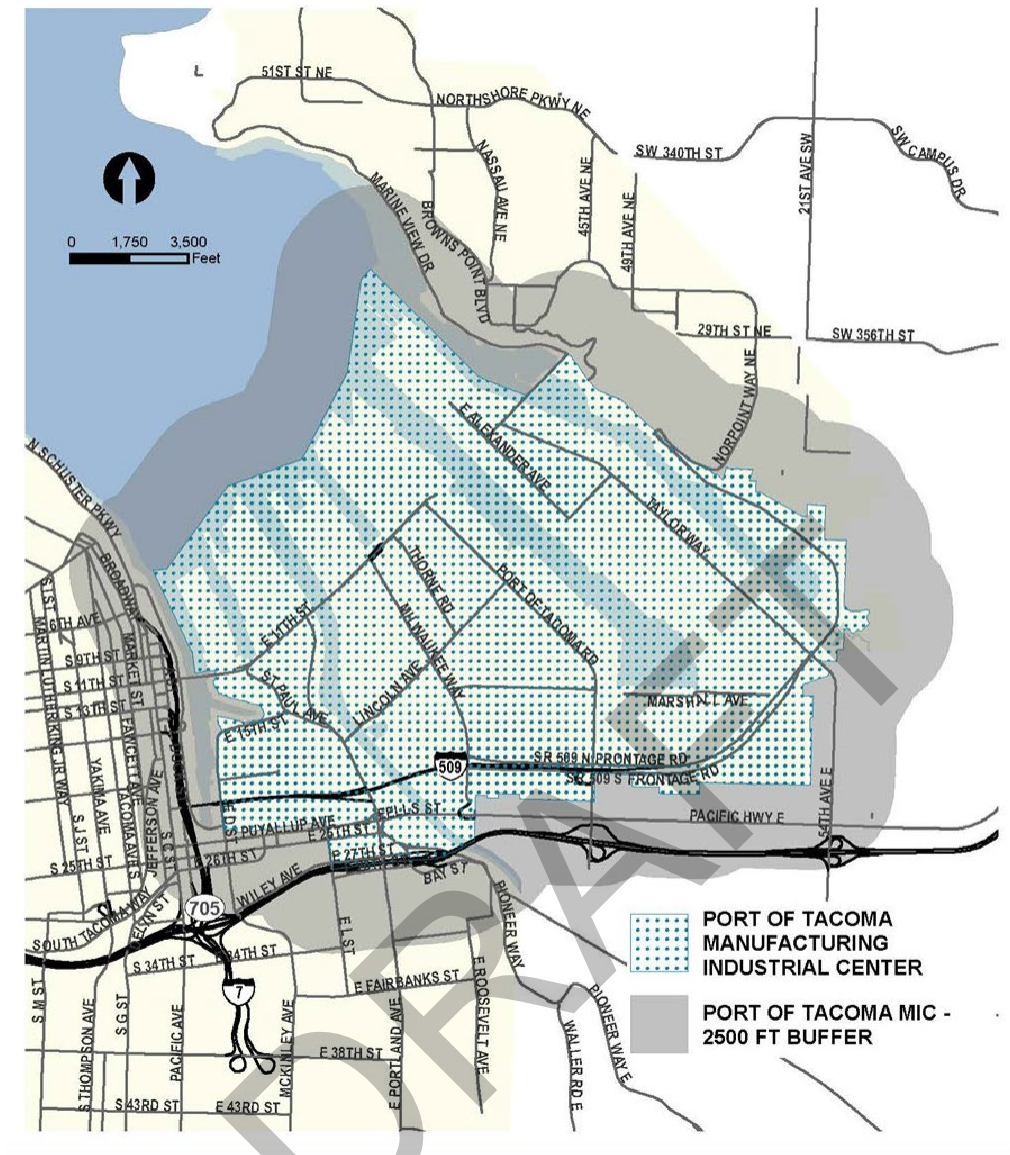 51ST ST NE
NORTHSHORE PKWY NE
SW 340TH ST
21ST AVE SW
SW CAMPUS DR
NASSAU AVE NE
45TH AVE NE
49TH AVE NE
MARINE VIEW DR
BROWNS POINT BLVD
0 1,750 3,500
Feet
29TH ST NE
SW 356TH ST
NORPOINT WAY NE
E ALEXANDER AVE
TAYLOR WAY
N SCHUSTER PKWY
BROADWAY
THORNE RD
PORT OF TACOMA RD
MILWAUKEE WAY
E 11TH ST
LINCOLN AVE
ST PAUL AVE
E 15TH ST
MARSHALL AVE
6TH AVE
S 9TH ST
S 11TH ST
S 13TH ST
MARTIN LUTHER KING JR WAY
MARKET ST
FAWCETT AVE
YAKIMA AVE
TACOMA AVE S
JEFFERSON AVE
S J ST
509
SR 509 N FRONTAGE RD
SR 509 S FRONTAGE RD
54TH AVE E
PACIFIC HWY E
E D ST
PUYALLUP AVE
E 25TH ST
E 26TH ST
E 27TH ST
BAY ST
WILEY AVE
S 25TH ST
SOUTH TACOMA WAY
705
S 34TH ST
E 34TH ST
7
E L ST
E FAIRBANKS ST
E ROOSEVELT AVE
E PORTLAND AVE
PIONEER WAY
PIONEER WAY E
WALLER RD E
S M ST
S THOMPSON AVE
S G ST
PACIFIC AVE
MCKINLEY AVE
E 38TH ST
S 43RD ST
E 43RD ST
PORT OF TACOMA
MANUFACTURING
INDUSTRIAL CENTER
PORT OF TACOMA MIC -
2500 FT BUFFER
DRAFT